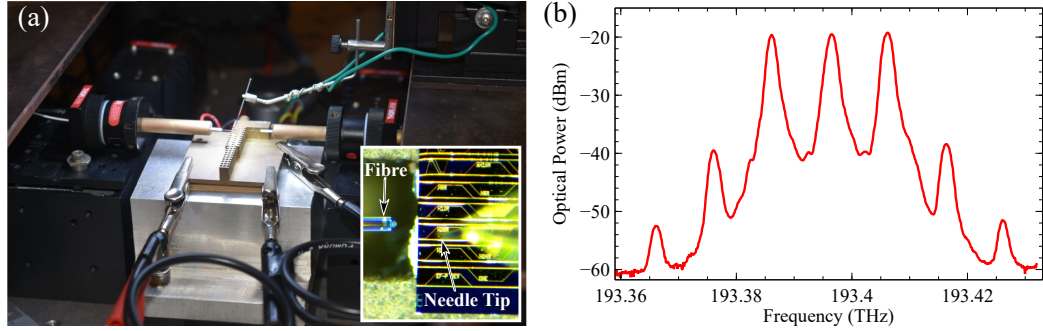 (a)
Fibre
Needle Tip
(b)
Optical Power (dBm)
−20
−30
−40
−50
−60
193.36
193.38
193.40
193.42
Frequency (THz)